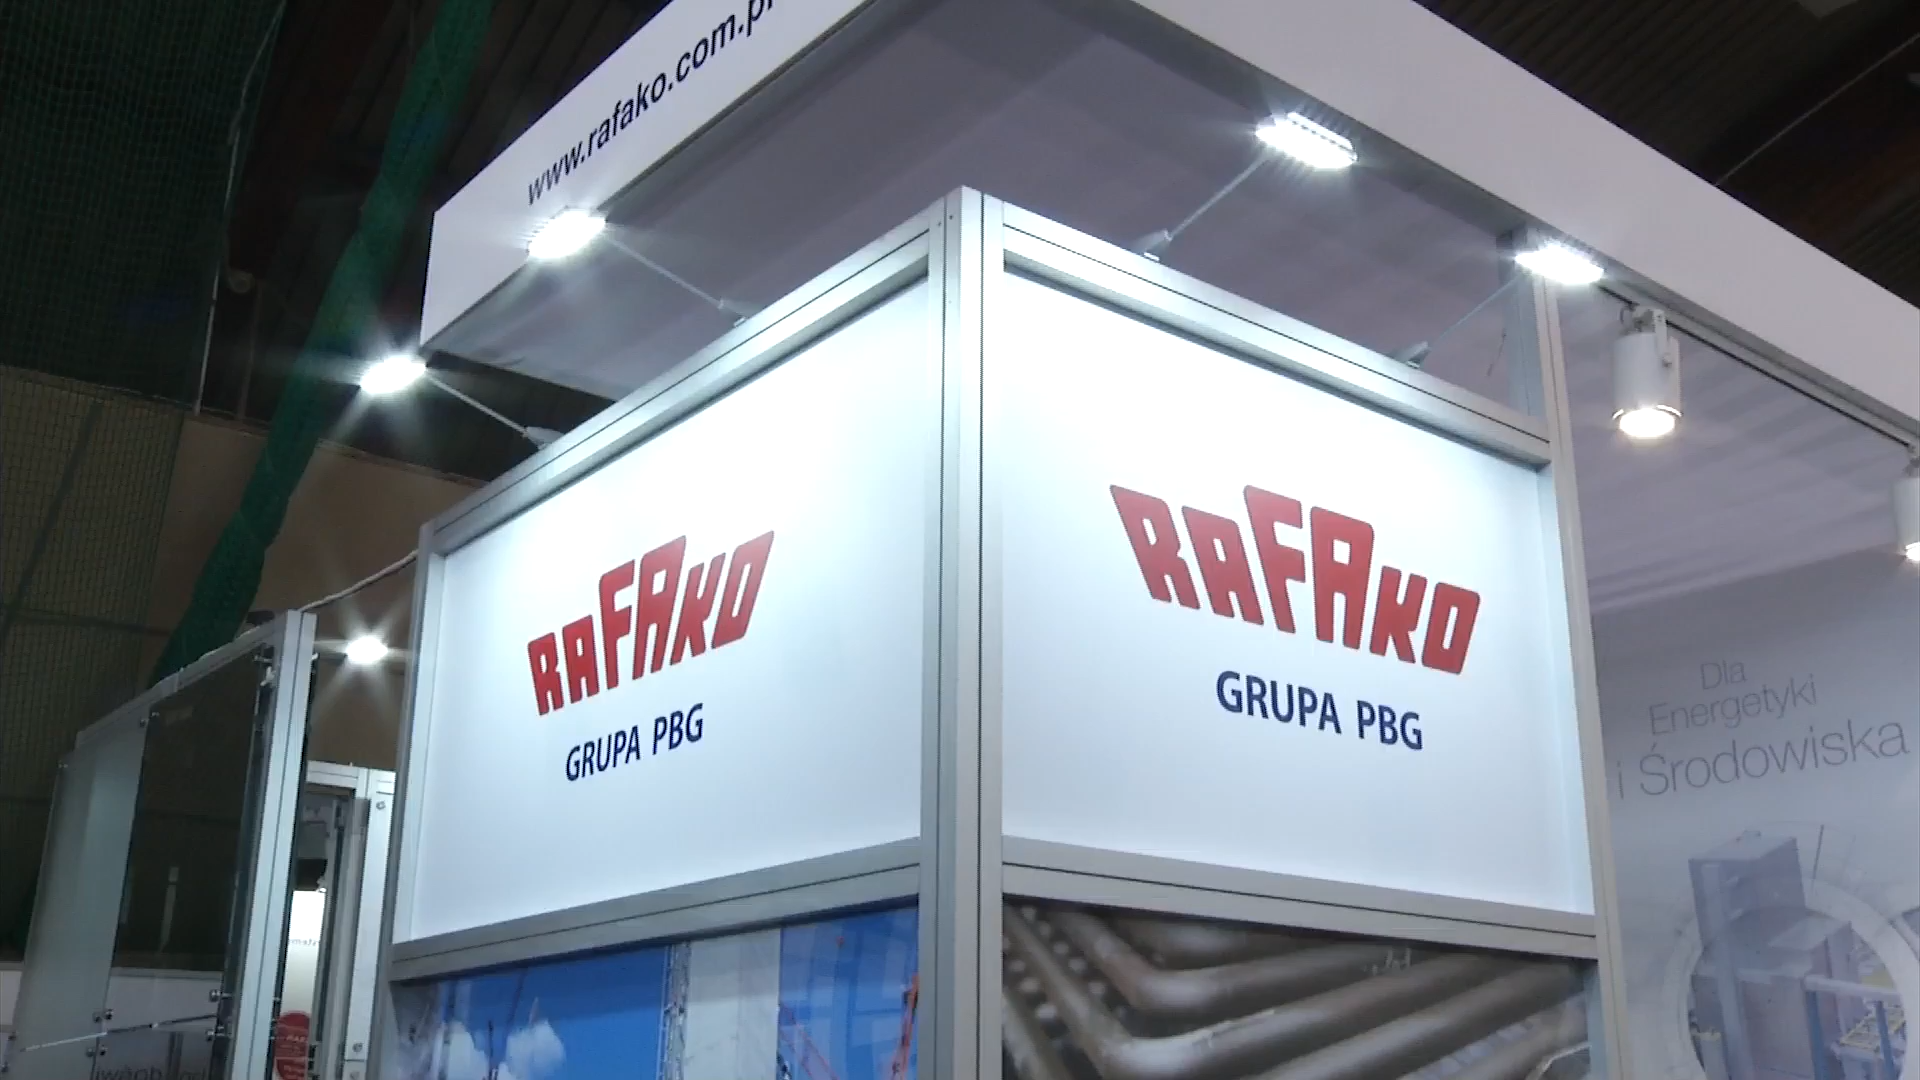 www.rafako.com.pl
RAFAKO
GRUPA PBG
RAFAKO
GRUPA PBG
Dla
Energetyki
i Środowiska